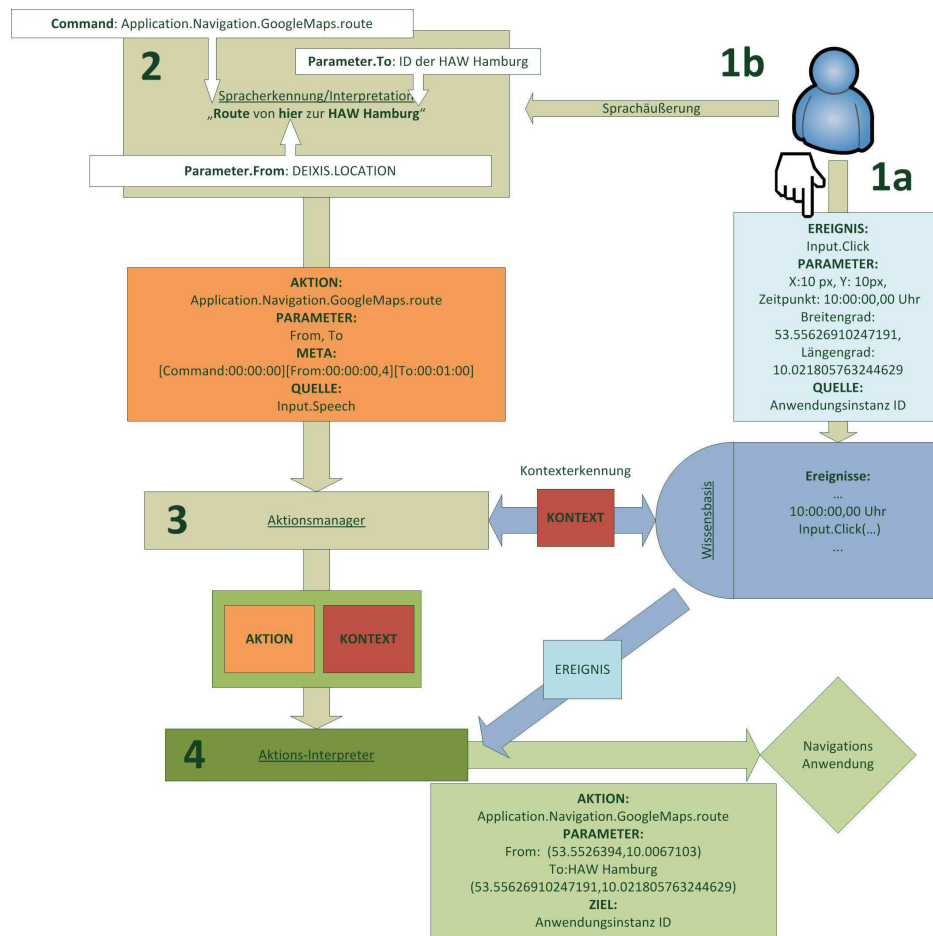 Command: Application.Navigation.GoogleMaps.route
2
Parameter.To: ID der HAW Hamburg
Spracherkennung/Interpretation
„Route von hier zur HAW Hamburg“
Parameter.From: DEIXIS.LOCATION
1b
Sprachäußerung
1a
EREIGNIS:
Input.Click
PARAMETER:
X:10 px, Y: 10px,
Zeitpunkt: 10:00:00,00 Uhr
Breitengrad:
53.55626910247191,
Längengrad:
10.021805763244629
QUELLE:
Anwendungsinstanz ID
AKTION:
Application.Navigation.GoogleMaps.route
PARAMETER:
From, To
META:
[Command:00:00:00][From:00:00:00,4][To:00:01:00]
QUELLE:
Input.Speech
3
Aktionsmanager
Kontexterkennung
KONTEXT
Wissensbasis
Ereignisse:
...
10:00:00,00 Uhr
Input.Click(…)
...
AKTION
KONTEXT
EREIGNIS
4
Aktions-Interpreter
Navigations
Anwendung
AKTION:
Application.Navigation.GoogleMaps.route
PARAMETER:
From: (53.5526394,10.0067103)
To:HAW Hamburg
(53.55626910247191,10.021805763244629)
ZIEL:
Anwendungsinstanz ID